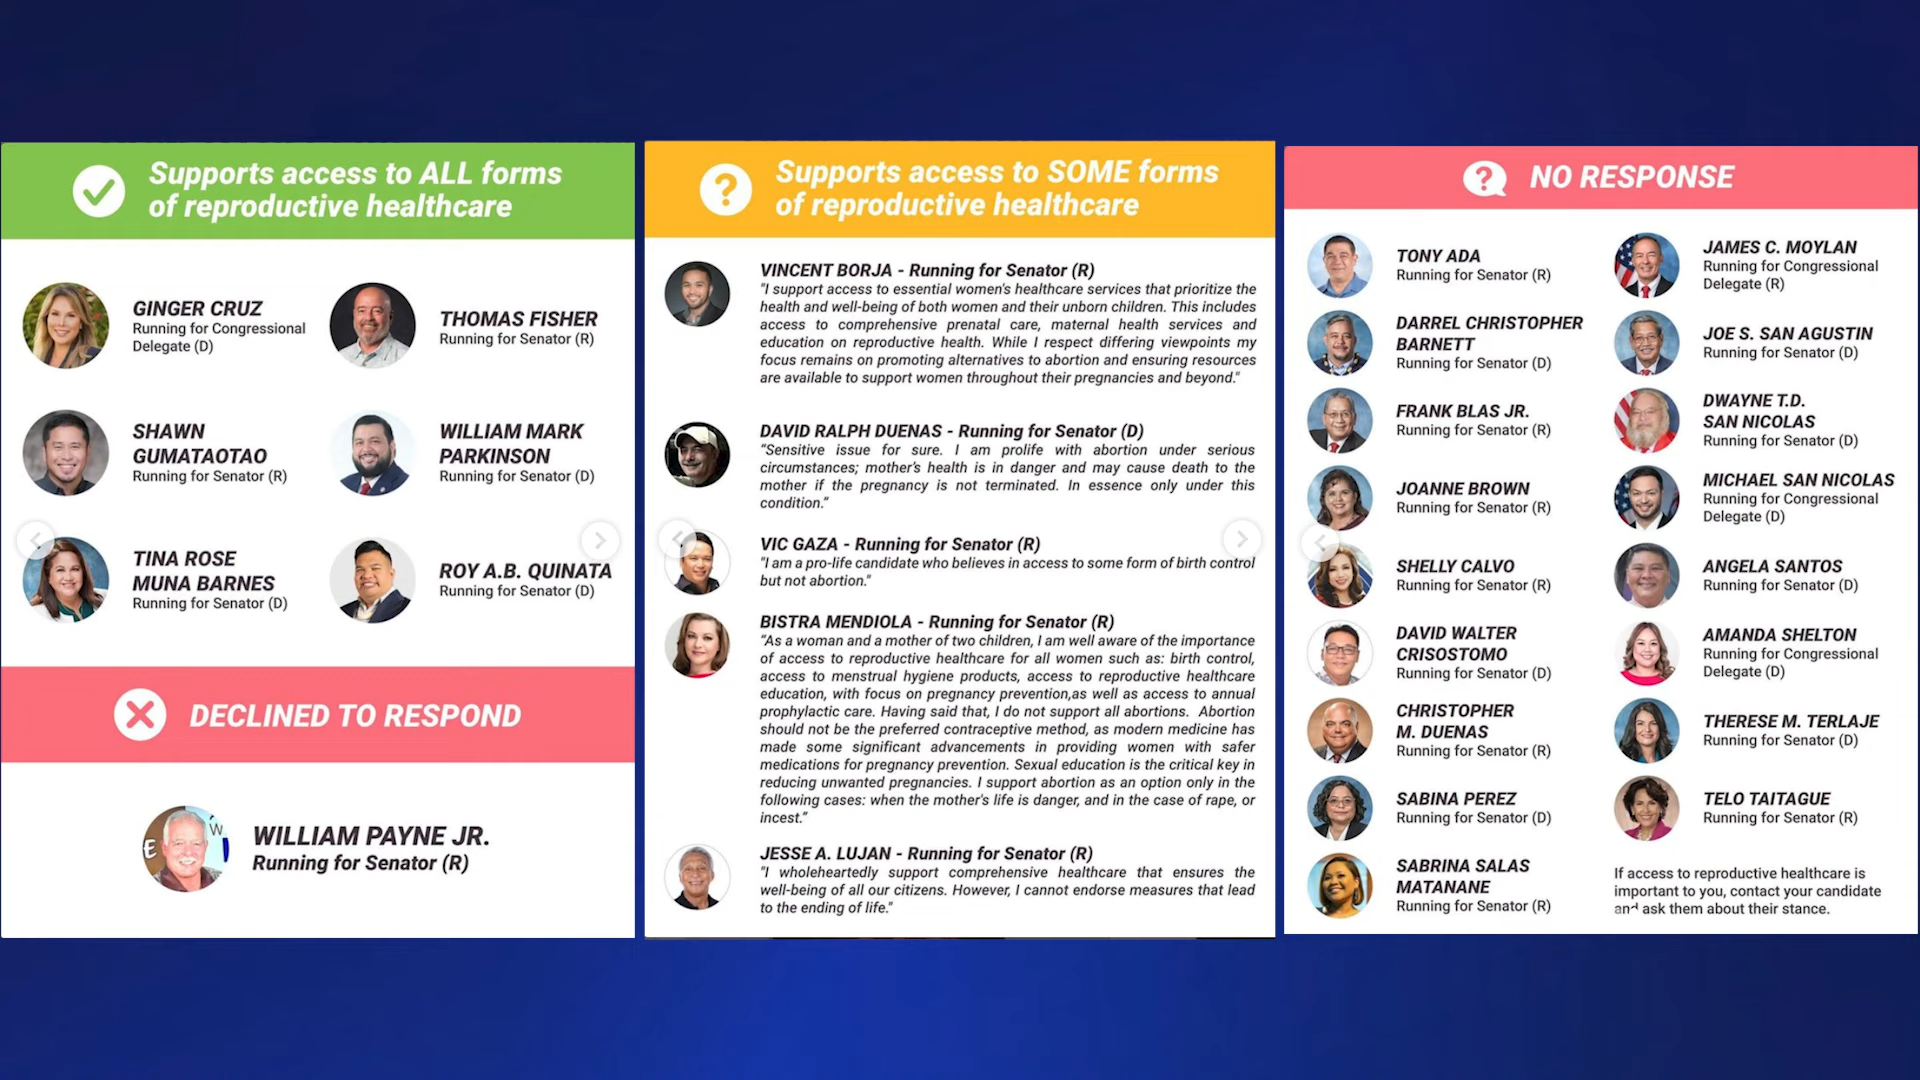 Supports access to ALL forms
of reproductive healthcare
GINGER CRUZ
Running for Congressional
Delegate (D)
THOMAS FISHER
Running for Senator (R)
SHAWN
GUMATAOTAO
Running for Senator (R)
WILLIAM MARK
PARKINSON
Running for Senator (D)
TINA ROSE
MUNA BARNES
Running for Senator (D)
ROY A.B. QUINATA
Running for Senator (D)
DECLINED TO RESPOND
E
W
WILLIAM PAYNE JR.
Running for Senator (R)
Supports access to SOME forms
of reproductive healthcare
VINCENT BORJA - Running for Senator (R)
"I support access to essential women's healthcare services that prioritize the
health and well-being of both women and their unborn children. This includes
access to comprehensive prenatal care, maternal health services and
education on reproductive health. While I respect differing viewpoints my
focus remains on promoting alternatives to abortion and ensuring resources
are available to support women throughout their pregnancies and beyond."
DAVID RALPH DUENAS - Running for Senator (D)
“Sensitive issue for sure. I am prolife with abortion under serious
circumstances; mother’s health is in danger and may cause death to the
mother if the pregnancy is not terminated. In essence only under this
condition.”
VIC GAZA - Running for Senator (R)
"I am a pro-life candidate who believes in access to some form of birth control
but not abortion."
BISTRA MENDIOLA - Running for Senator (R)
“As a woman and a mother of two children, I am well aware of the importance
of access to reproductive healthcare for all women such as: birth control,
access to menstrual hygiene products, access to reproductive healthcare
education, with focus on pregnancy prevention,as well as access to annual
prophylactic care. Having said that, I do not support all abortions. Abortion
should not be the preferred contraceptive method, as modern medicine has
made some significant advancements in providing women with safer
medications for pregnancy prevention. Sexual education is the critical key in
reducing unwanted pregnancies. I support abortion as an option only in the
following cases: when the mother's life is danger, and in the case of rape, or
incest.”
JESSE A. LUJAN - Running for Senator (R)
"I wholeheartedly support comprehensive healthcare that ensures the
well-being of all our citizens. However, I cannot endorse measures that lead
to the ending of life."
NO RESPONSE
TONY ADA
Running for Senator (R)
DARREL CHRISTOPHER
BARNETT
Running for Senator (D)
FRANK BLAS JR.
Running for Senator (R)
JOANNE BROWN
Running for Senator (R)
SHELLY CALVO
Running for Senator (R)
DAVID WALTER
CRISOSTOMO
Running for Senator (D)
CHRISTOPHER
M. DUENAS
Running for Senator (R)
SABINA PEREZ
Running for Senator (D)
SABRINA SALAS
MATANANE
Running for Senator (R)
JAMES C. MOYLAN
Running for Congressional
Delegate (R)
JOE S. SAN AGUSTIN
Running for Senator (D)
DWAYNE T.D.
SAN NICOLAS
Running for Senator (D)
MICHAEL SAN NICOLAS
Running for Congressional
Delegate (D)
ANGELA SANTOS
Running for Senator (D)
AMANDA SHELTON
Running for Congressional
Delegate (D)
THERESE M. TERLAJE
Running for Senator (D)
TELO TAITAGUE
Running for Senator (R)
If access to reproductive healthcare is
important to you, contact your candidate
and ask them about their stance.